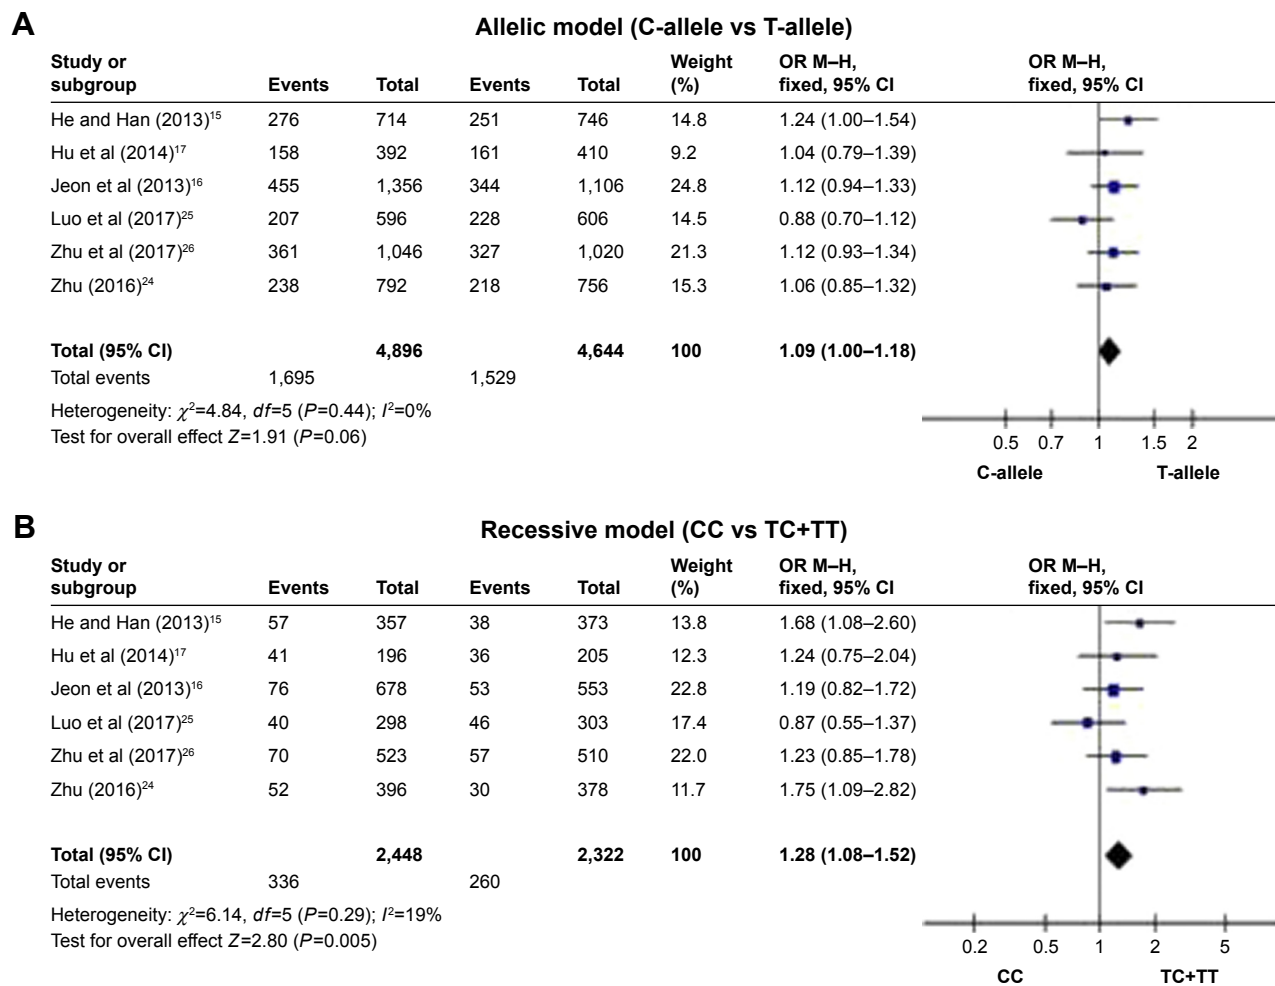 A
Allelic model (C-allele vs T-allele)
Study or subgroup Events Total Events Total Weight (%) OR M–H, fixed, 95% CI OR M–H, fixed, 95% CI
He and Han (2013)15 276 714 251 746 14.8 1.24 (1.00–1.54)
Hu et al (2014)17 158 392 161 410 9.2 1.04 (0.79–1.39)
Jeon et al (2013)16 455 1,356 344 1,106 24.8 1.12 (0.94–1.33)
Luo et al (2017)25 207 596 228 606 14.5 0.88 (0.70–1.12)
Zhu et al (2017)26 361 1,046 327 1,020 21.3 1.12 (0.93–1.34)
Zhu (2016)24 238 792 218 756 15.3 1.06 (0.85–1.32)
Total (95% CI) 4,896 4,644 100 1.09 (1.00–1.18)
Total events 1,695 1,529
Heterogeneity: χ2=4.84, df=5 (P=0.44); I2=0%
Test for overall effect Z=1.91 (P=0.06)
0.5 0.7 1 1.5 2
C-allele T-allele
B
Recessive model (CC vs TC+TT)
Study or subgroup Events Total Events Total Weight (%) OR M–H, fixed, 95% CI OR M–H, fixed, 95% CI
He and Han (2013)15 57 357 38 373 13.8 1.68 (1.08–2.60)
Hu et al (2014)17 41 196 36 205 12.3 1.24 (0.75–2.04)
Jeon et al (2013)16 76 678 53 553 22.8 1.19 (0.82–1.72)
Luo et al (2017)25 40 298 46 303 17.4 0.87 (0.55–1.37)
Zhu et al (2017)26 70 523 57 510 22.0 1.23 (0.85–1.78)
Zhu (2016)24 52 396 30 378 11.7 1.75 (1.09–2.82)
Total (95% CI) 2,448 2,322 100 1.28 (1.08–1.52)
Total events 336 260
Heterogeneity: χ2=6.14, df=5 (P=0.29); I2=19%
Test for overall effect Z=2.80 (P=0.005)
0.2 0.5 1 2 5
CC TC+TT